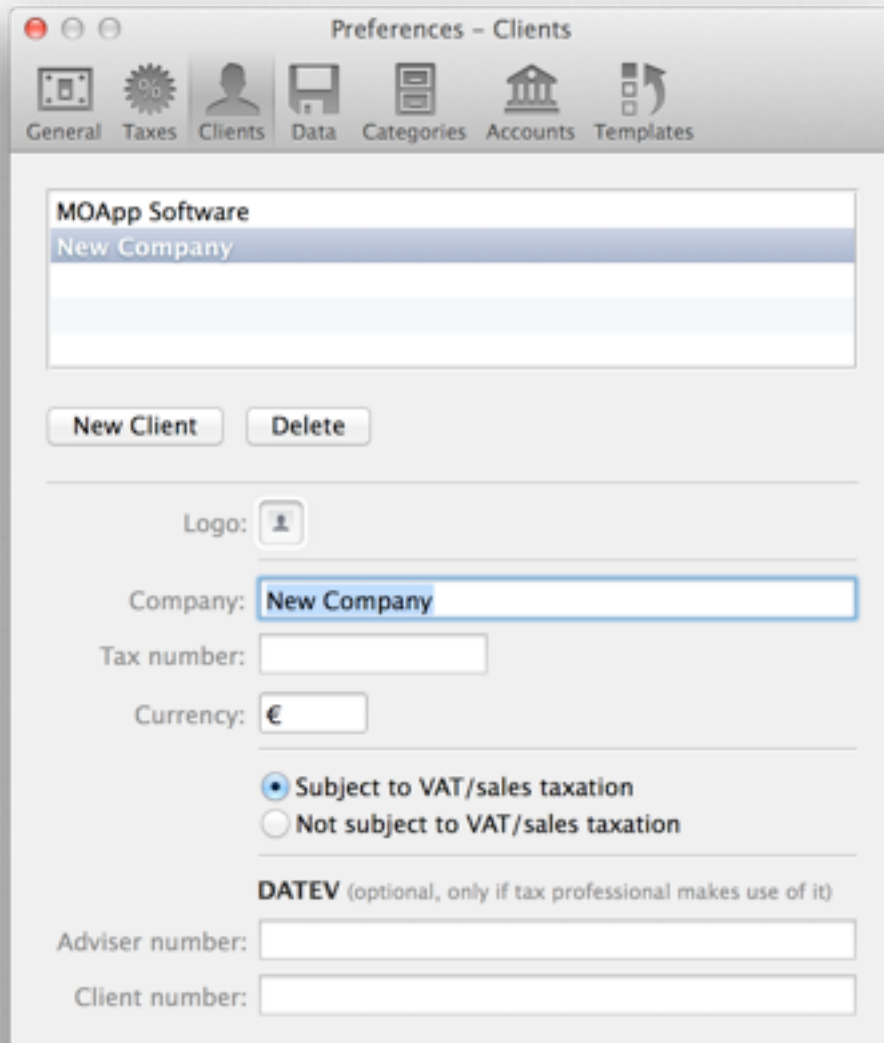 Preferences – Clients
General Taxes Clients Data Categories Accounts Templates
MOApp Software
New Company
New Client Delete
Logo:
Company: New Company
Tax number:
Currency: €
Subject to VAT/sales taxation
Not subject to VAT/sales taxation
DATEV (optional, only if tax professional makes use of it)
Adviser number:
Client number: